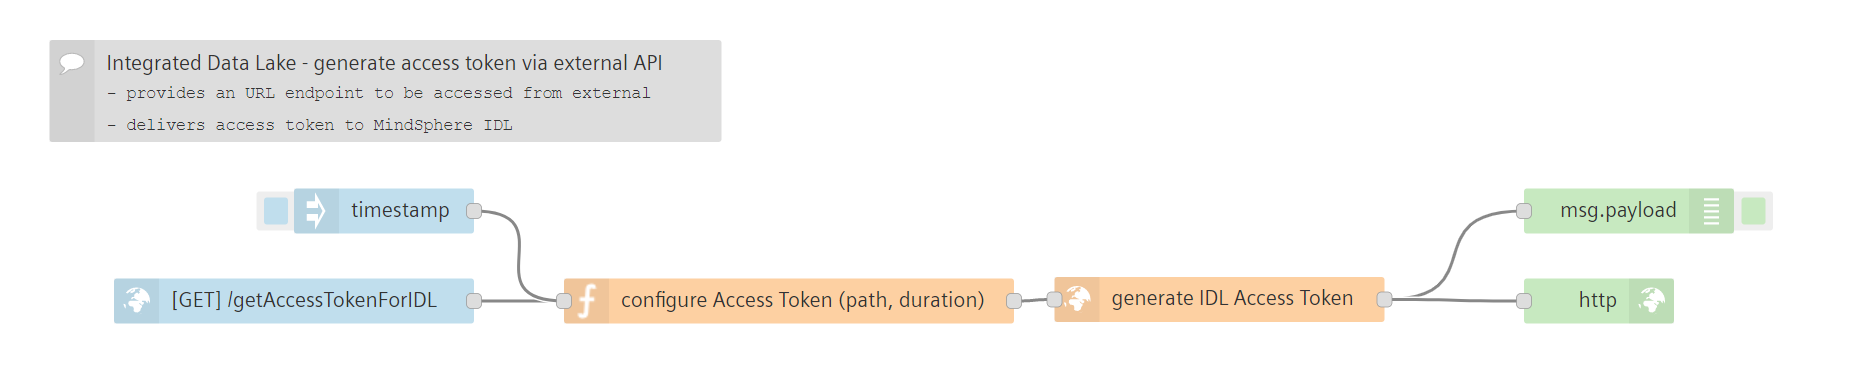 Integrated Data Lake - generate access token via external API
- provides an URL endpoint to be accessed from external
- delivers access token to MindSphere IDL
timestamp
msg.payload
[GET] /getAccessTokenForIDL
configure Access Token (path, duration)
generate IDL Access Token
http